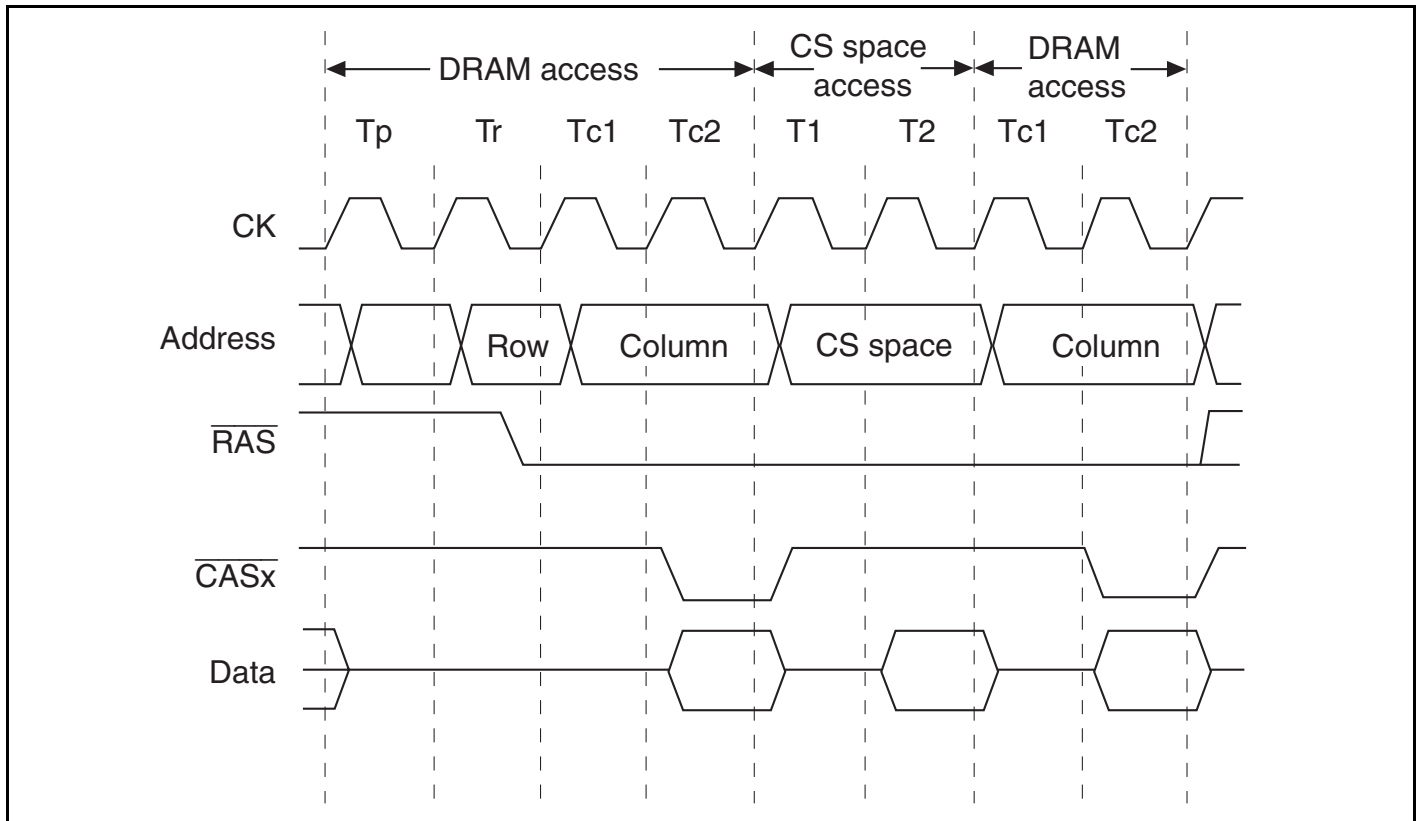 DRAM access
CS space access
DRAM access
Tp Tr Tc1 Tc2 T1 T2 Tc1 Tc2
CK
Address
Row Column CS space Column
RAS
CASx
Data